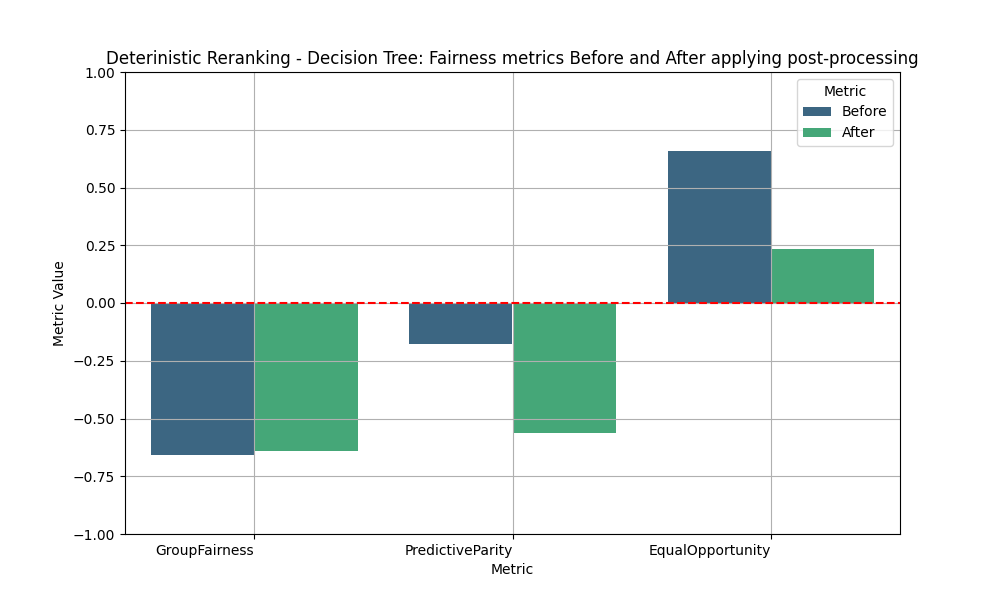 Deterinistic Reranking - Decision Tree: Fairness metrics Before and After applying post-processing
Metric
Before
After
1.00
0.75
0.50
0.25
0.00
−0.25
−0.50
−0.75
−1.00
Metric Value
GroupFairness
PredictiveParity
EqualOpportunity
Metric